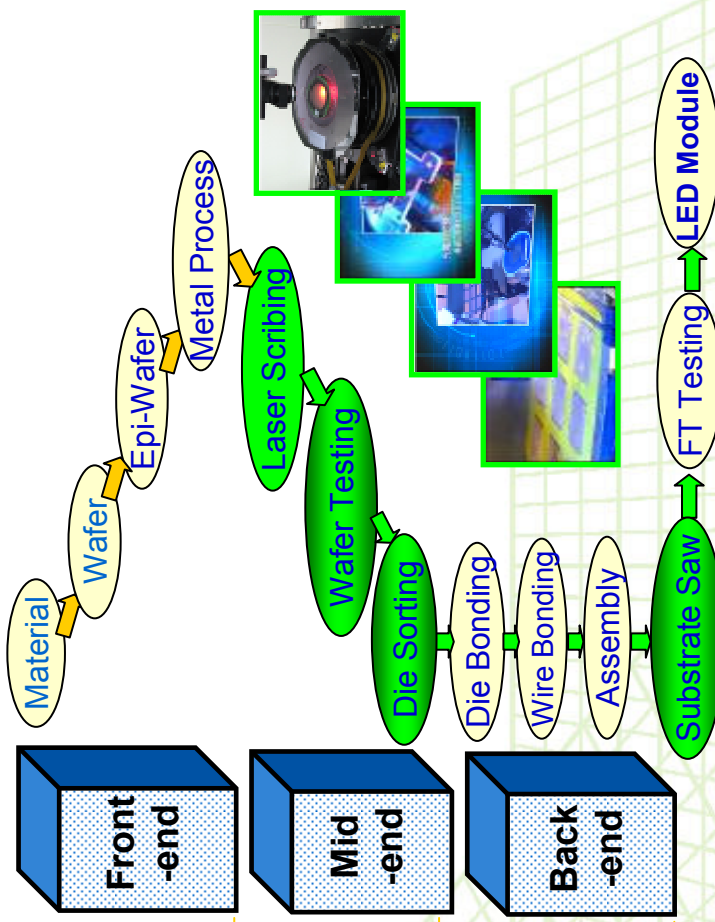 Front
-end
Mid
-end
Back
-end
Material
Wafer
Epi-Wafer
Metal Process
Laser Scribing
Wafer Testing
Die Sorting
Die Bonding
Wire Bonding
Assembly
Substrate Saw
FT Testing
LED Module